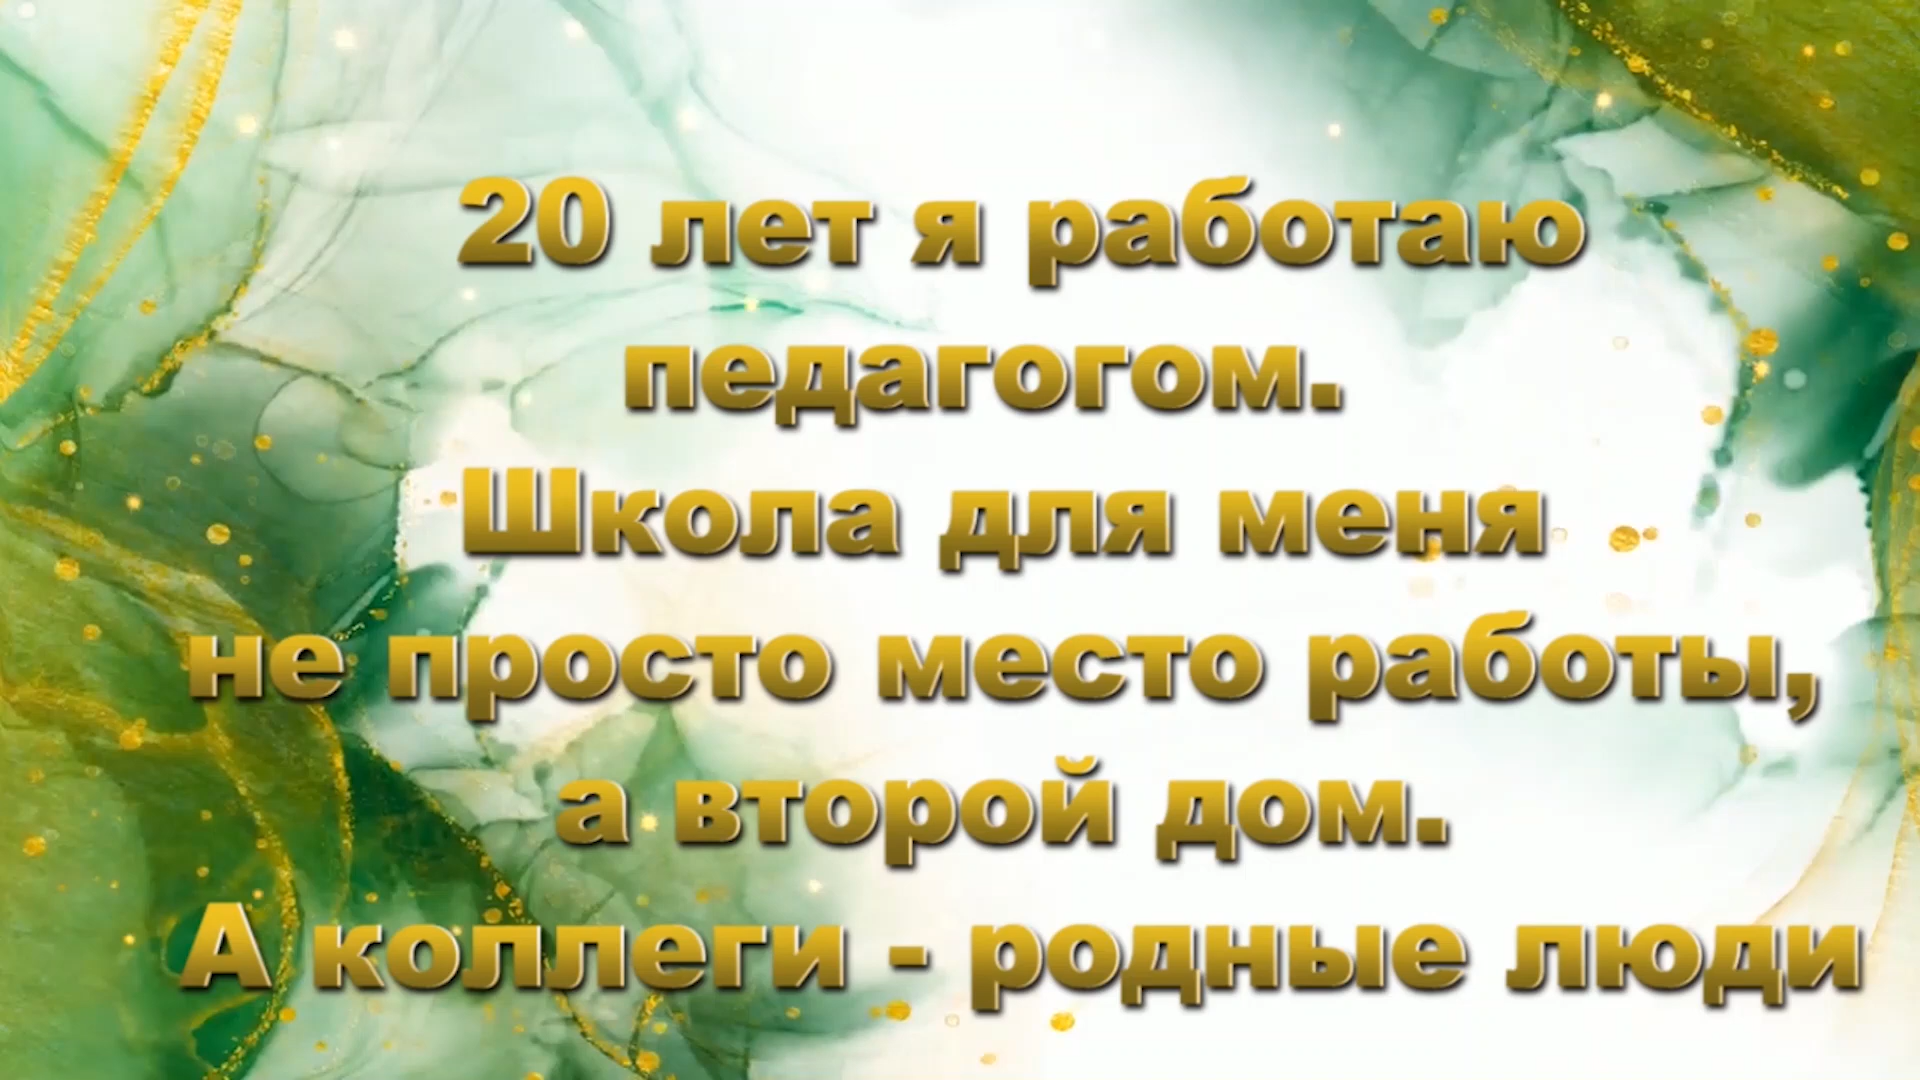 20 лет я работаю
педагогом.
Школа для меня
не просто место работы,
а второй дом.
А коллеги - родные люди